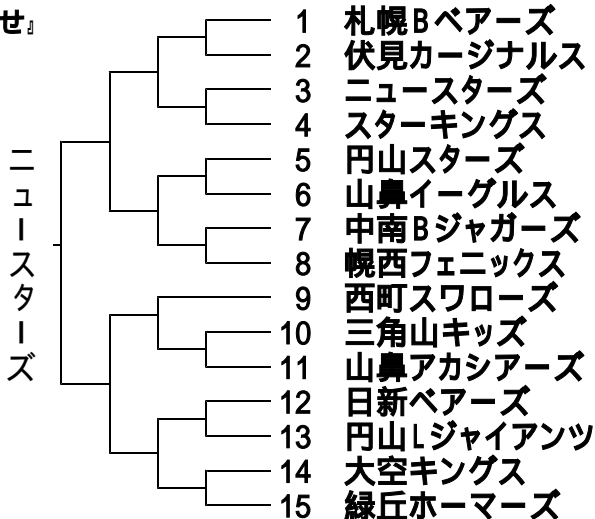 せ』
1 札幌Bベアーズ
2 伏見カージナルス
3 ニュースターズ
4 スターキングス
5 円山スターズ
6 山鼻イーグルス
7 中南Bジャガーズ
8 幌西フェニックス
9 西町スワローズ
10 三角山キッズ
11 山鼻アカシアーズ
12 日新ベアーズ
13 円山Lジャイアンツ
14 大空キングス
15 緑丘ホーマーズ
ニュースターズ